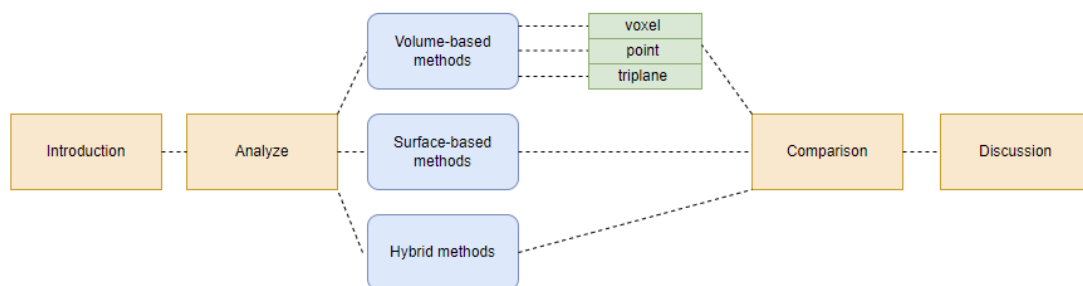 Introduction
Analyze
Volume-based
methods
voxel
point
triplane
Surface-based
methods
Hybrid methods
Comparison
Discussion